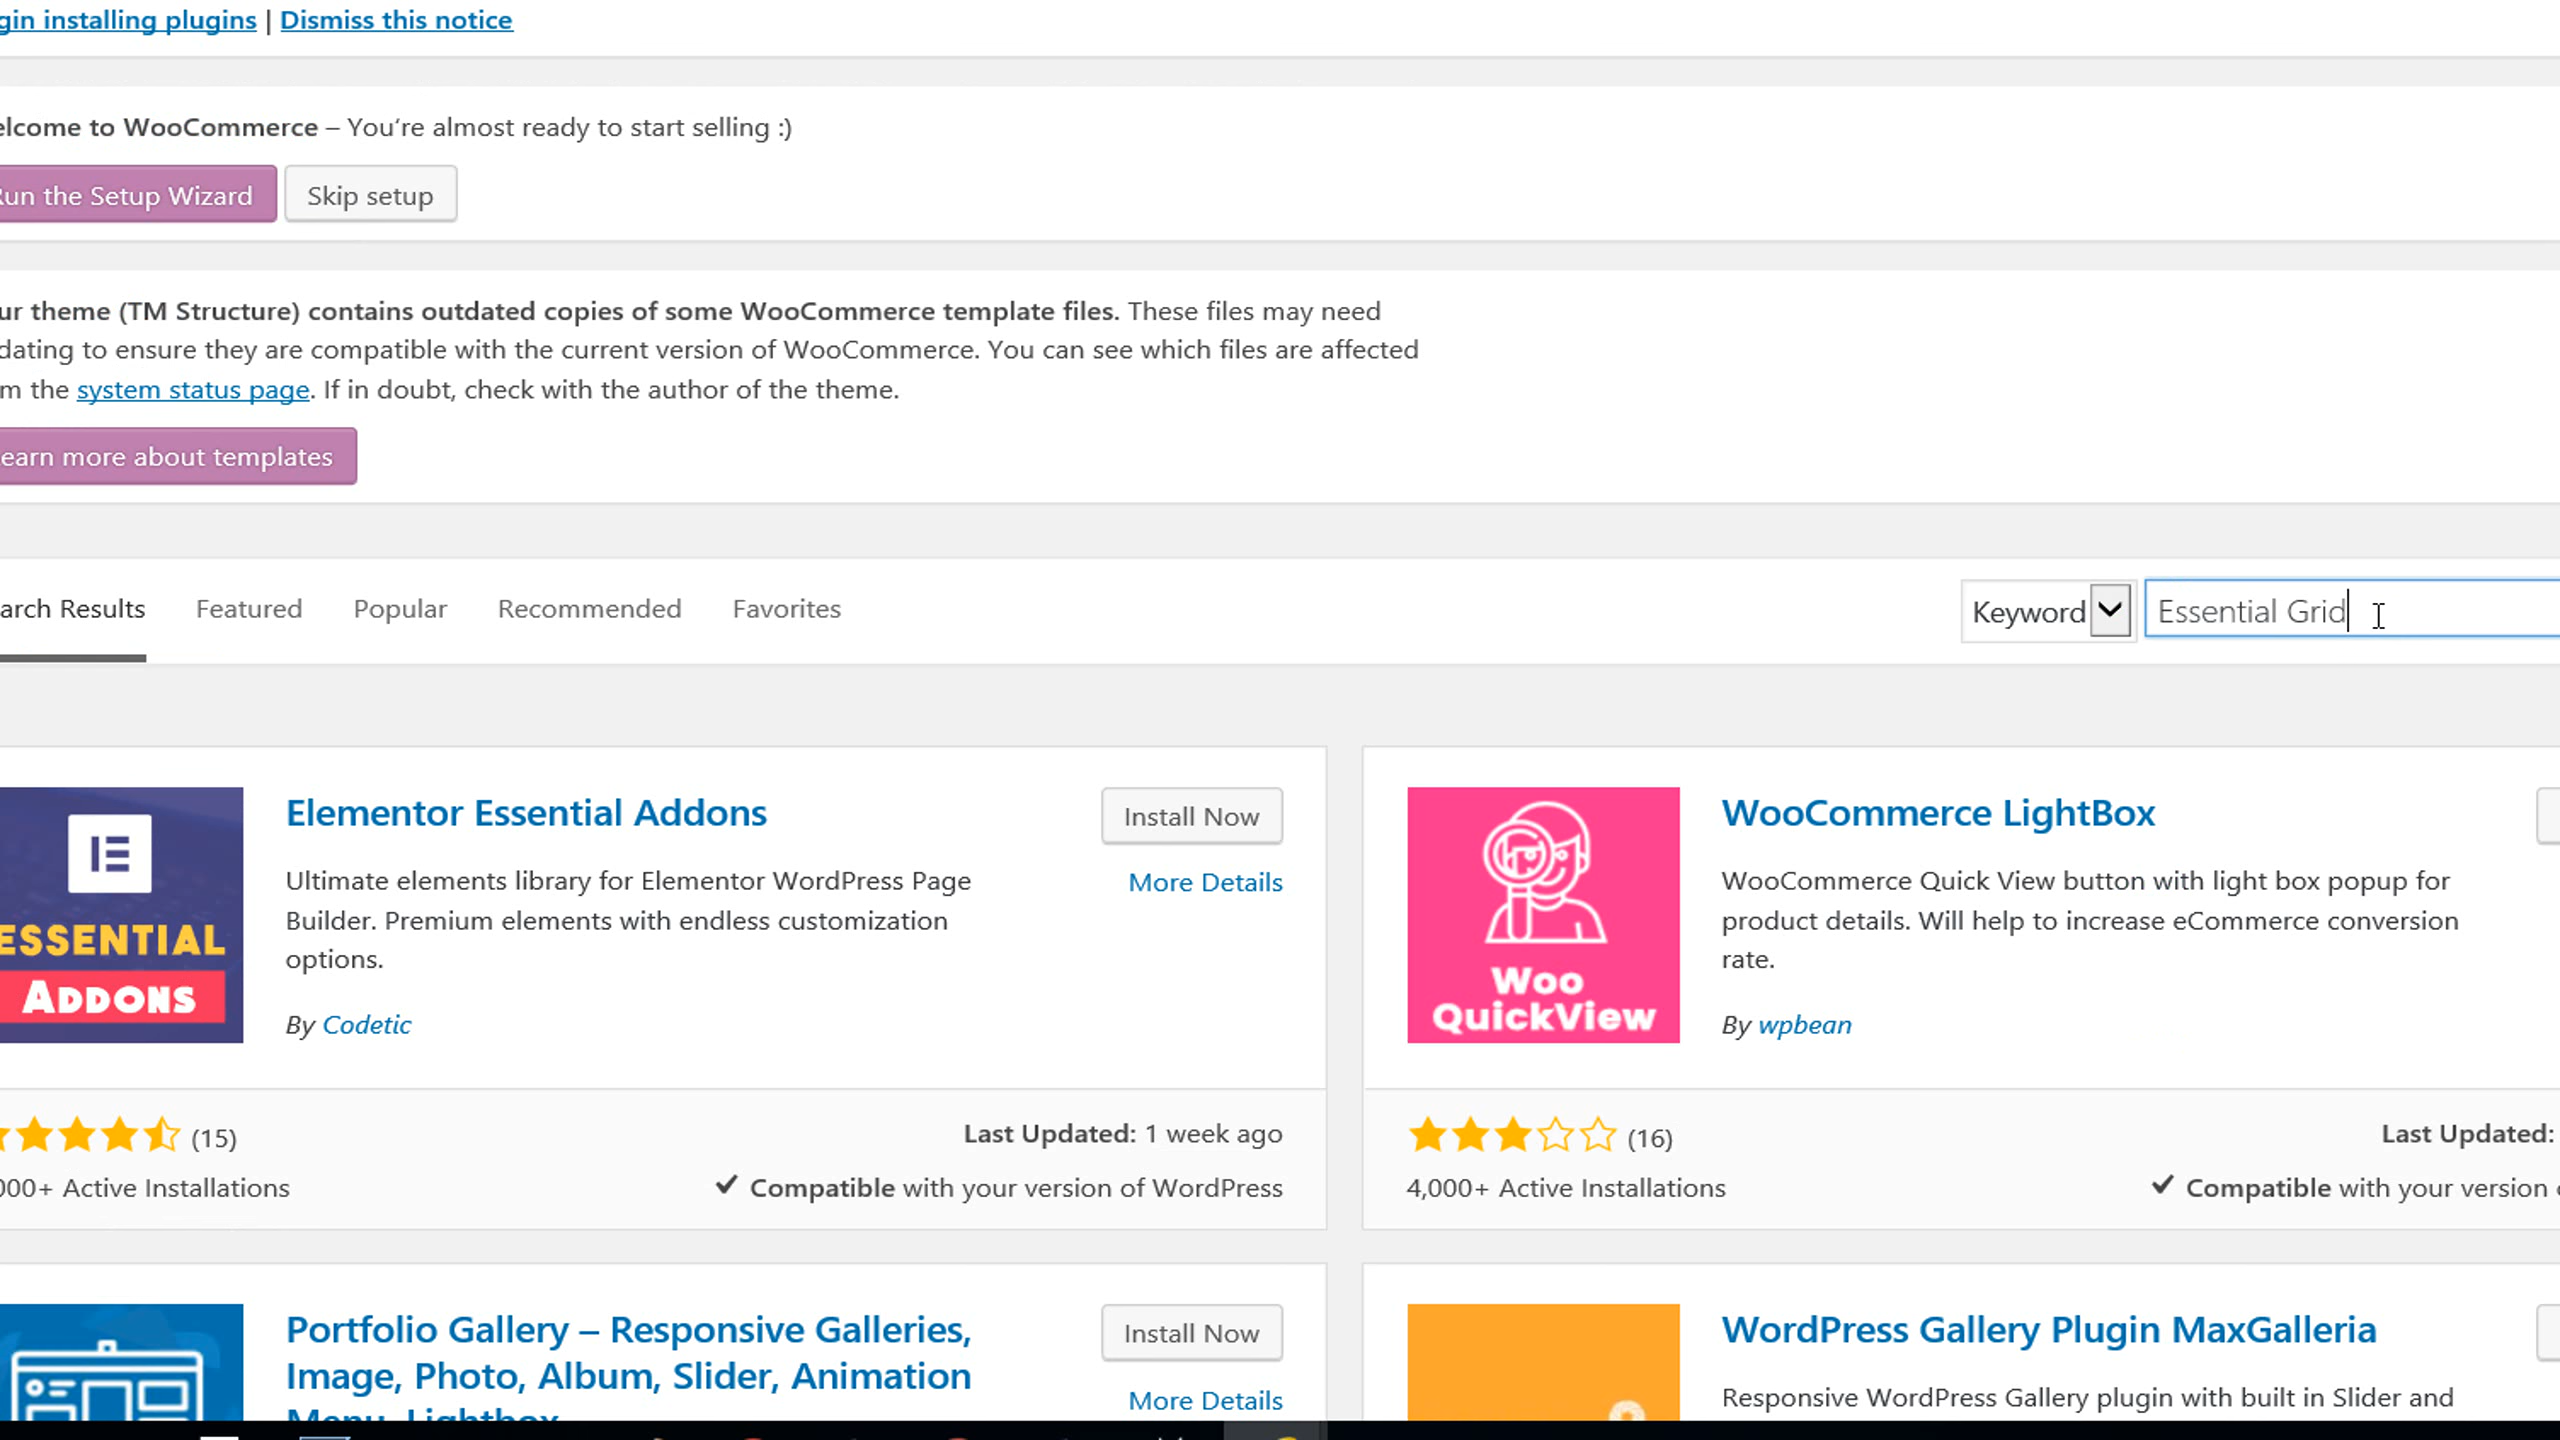 gin installing plugins | Dismiss this notice
elcome to WooCommerce – You're almost ready to start selling :)
Run the Setup Wizard
Skip setup
ur theme (TM Structure) contains outdated copies of some WooCommerce template files. These files may need
dating to ensure they are compatible with the current version of WooCommerce. You can see which files are affected
m the system status page. If in doubt, check with the author of the theme.
earn more about templates
arch Results Featured Popular Recommended Favorites
Keyword
Essential Grid
ESSENTIAL
ADDONS
Elementor Essential Addons
Install Now
More Details
Ultimate elements library for Elementor WordPress Page
Builder. Premium elements with endless customization
options.
By Codetic
(15)
Last Updated: 1 week ago
000+ Active Installations
Compatible with your version of WordPress
Woo
QuickView
WooCommerce LightBox
WooCommerce Quick View button with light box popup for
product details. Will help to increase eCommerce conversion
rate.
By wpbean
(16)
Last Updated:
4,000+ Active Installations
Compatible with your version
Portfolio Gallery – Responsive Galleries,
Image, Photo, Album, Slider, Animation
Menu, Lightbox
Install Now
More Details
WordPress Gallery Plugin MaxGalleria
Responsive WordPress Gallery plugin with built in Slider and